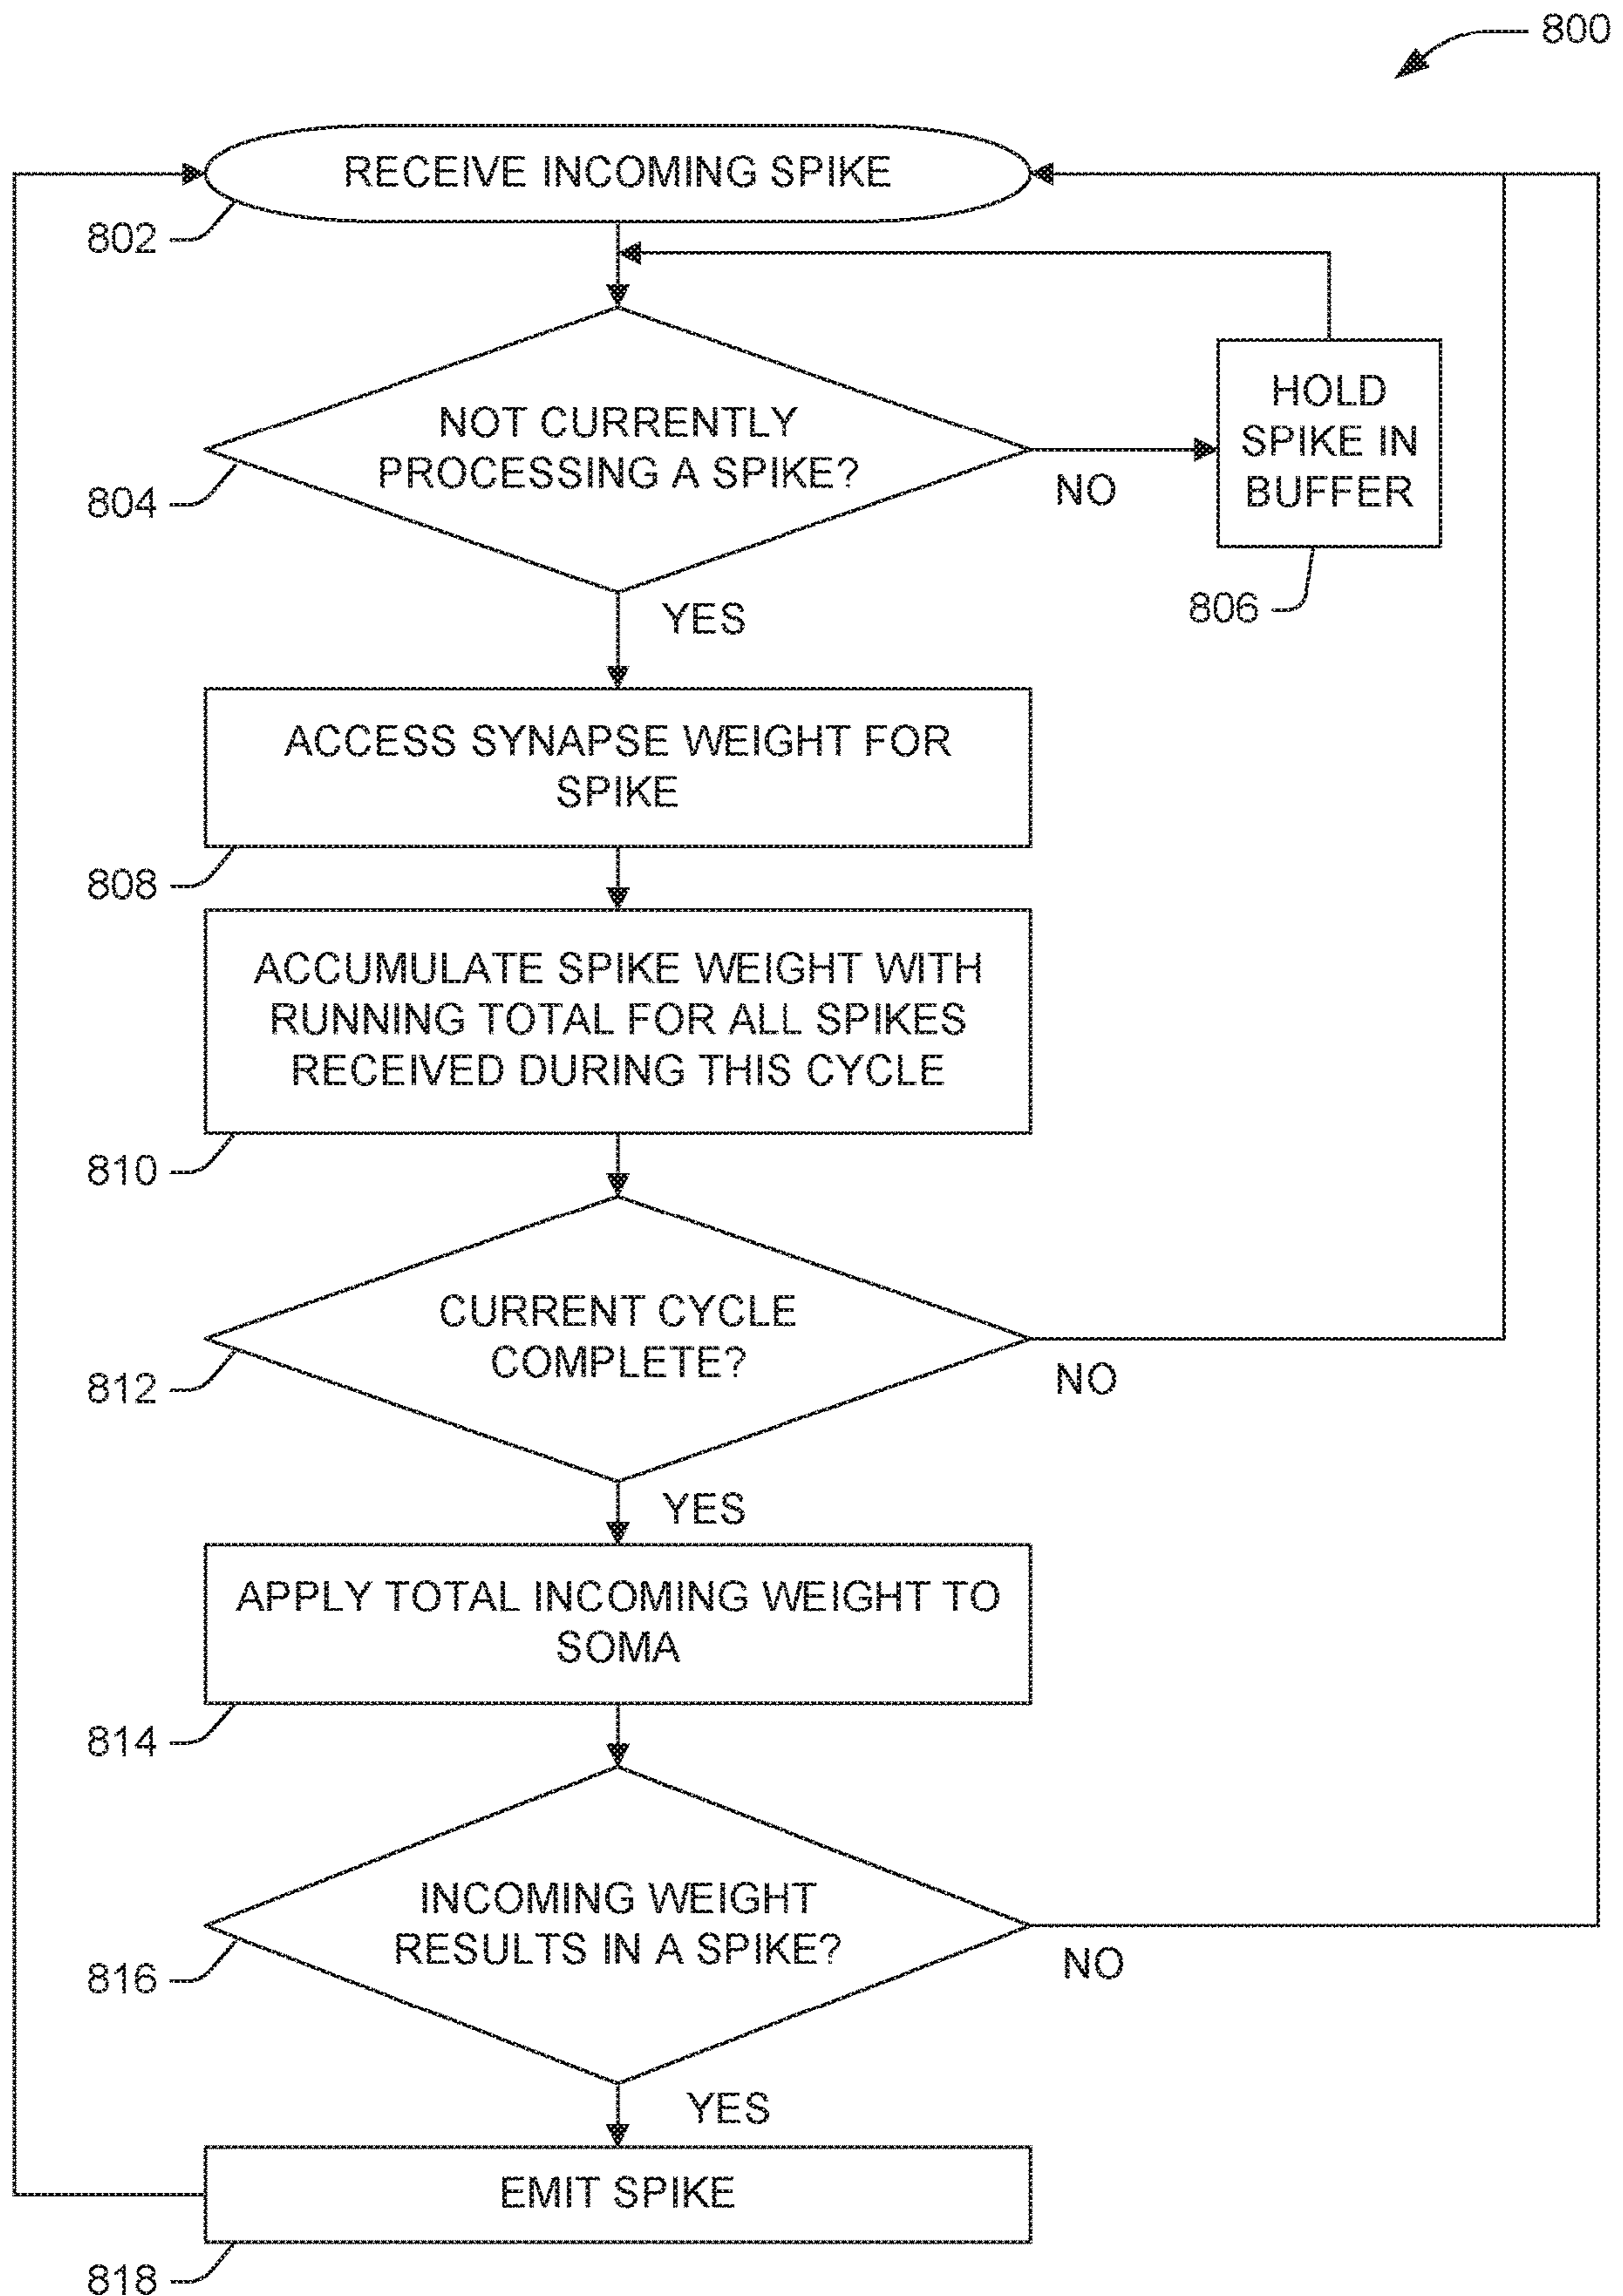 800
RECEIVE INCOMING SPIKE
802
NOT CURRENTLY
PROCESSING A SPIKE?
804
NO
HOLD
SPIKE IN
BUFFER
806
YES
ACCESS SYNAPSE WEIGHT FOR
SPIKE
808
ACCUMULATE SPIKE WEIGHT WITH
RUNNING TOTAL FOR ALL SPIKES
RECEIVED DURING THIS CYCLE
810
CURRENT CYCLE
COMPLETE?
812
NO
YES
APPLY TOTAL INCOMING WEIGHT TO
SOMA
814
INCOMING WEIGHT
RESULTS IN A SPIKE?
816
NO
YES
EMIT SPIKE
818